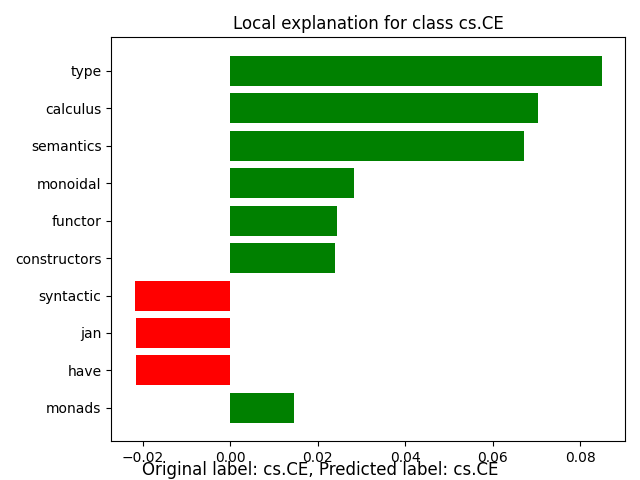 Local explanation for class cs.CE
type
calculus
semantics
monoidal
functor
constructors
syntactic
jan
have
monads
−0.02 0.00 0.02 0.04 0.06 0.08
Original label: cs.CE, Predicted label: cs.CE